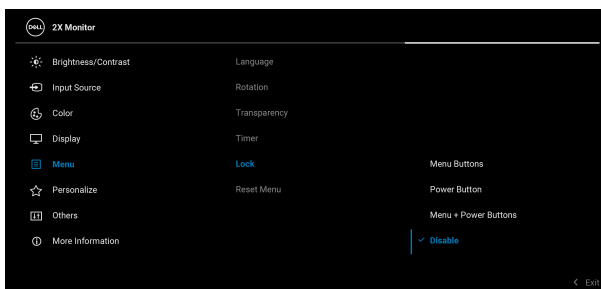 DELL 2X Monitor
Brightness/Contrast Language
Input Source Rotation
Color Transparency
Display Timer
Menu Lock Menu Buttons
Personalize Reset Menu Power Button
Others Menu + Power Buttons
More Information Disable
Exit